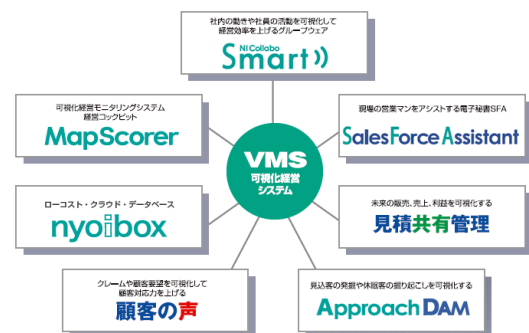 社内の動きや社員の活動を可視化して
経営効率を上げるグループウェア
NI Collabo
Smart
可視化経営モニタリングシステム
経営コックピット
MapScorer
現場の営業マンをアシストする電子秘書SFA
SalesForce Assistant
VMS
可視化経営
システム
ローコスト・クラウド・データベース
nyoibox
未来の販売、売上、利益を可視化する
見積共有管理
クレームや顧客要望を可視化して
顧客対応力を上げる
顧客の声
見込客の発掘や休眠客の掘り起こしを可視化する
Approach DAM